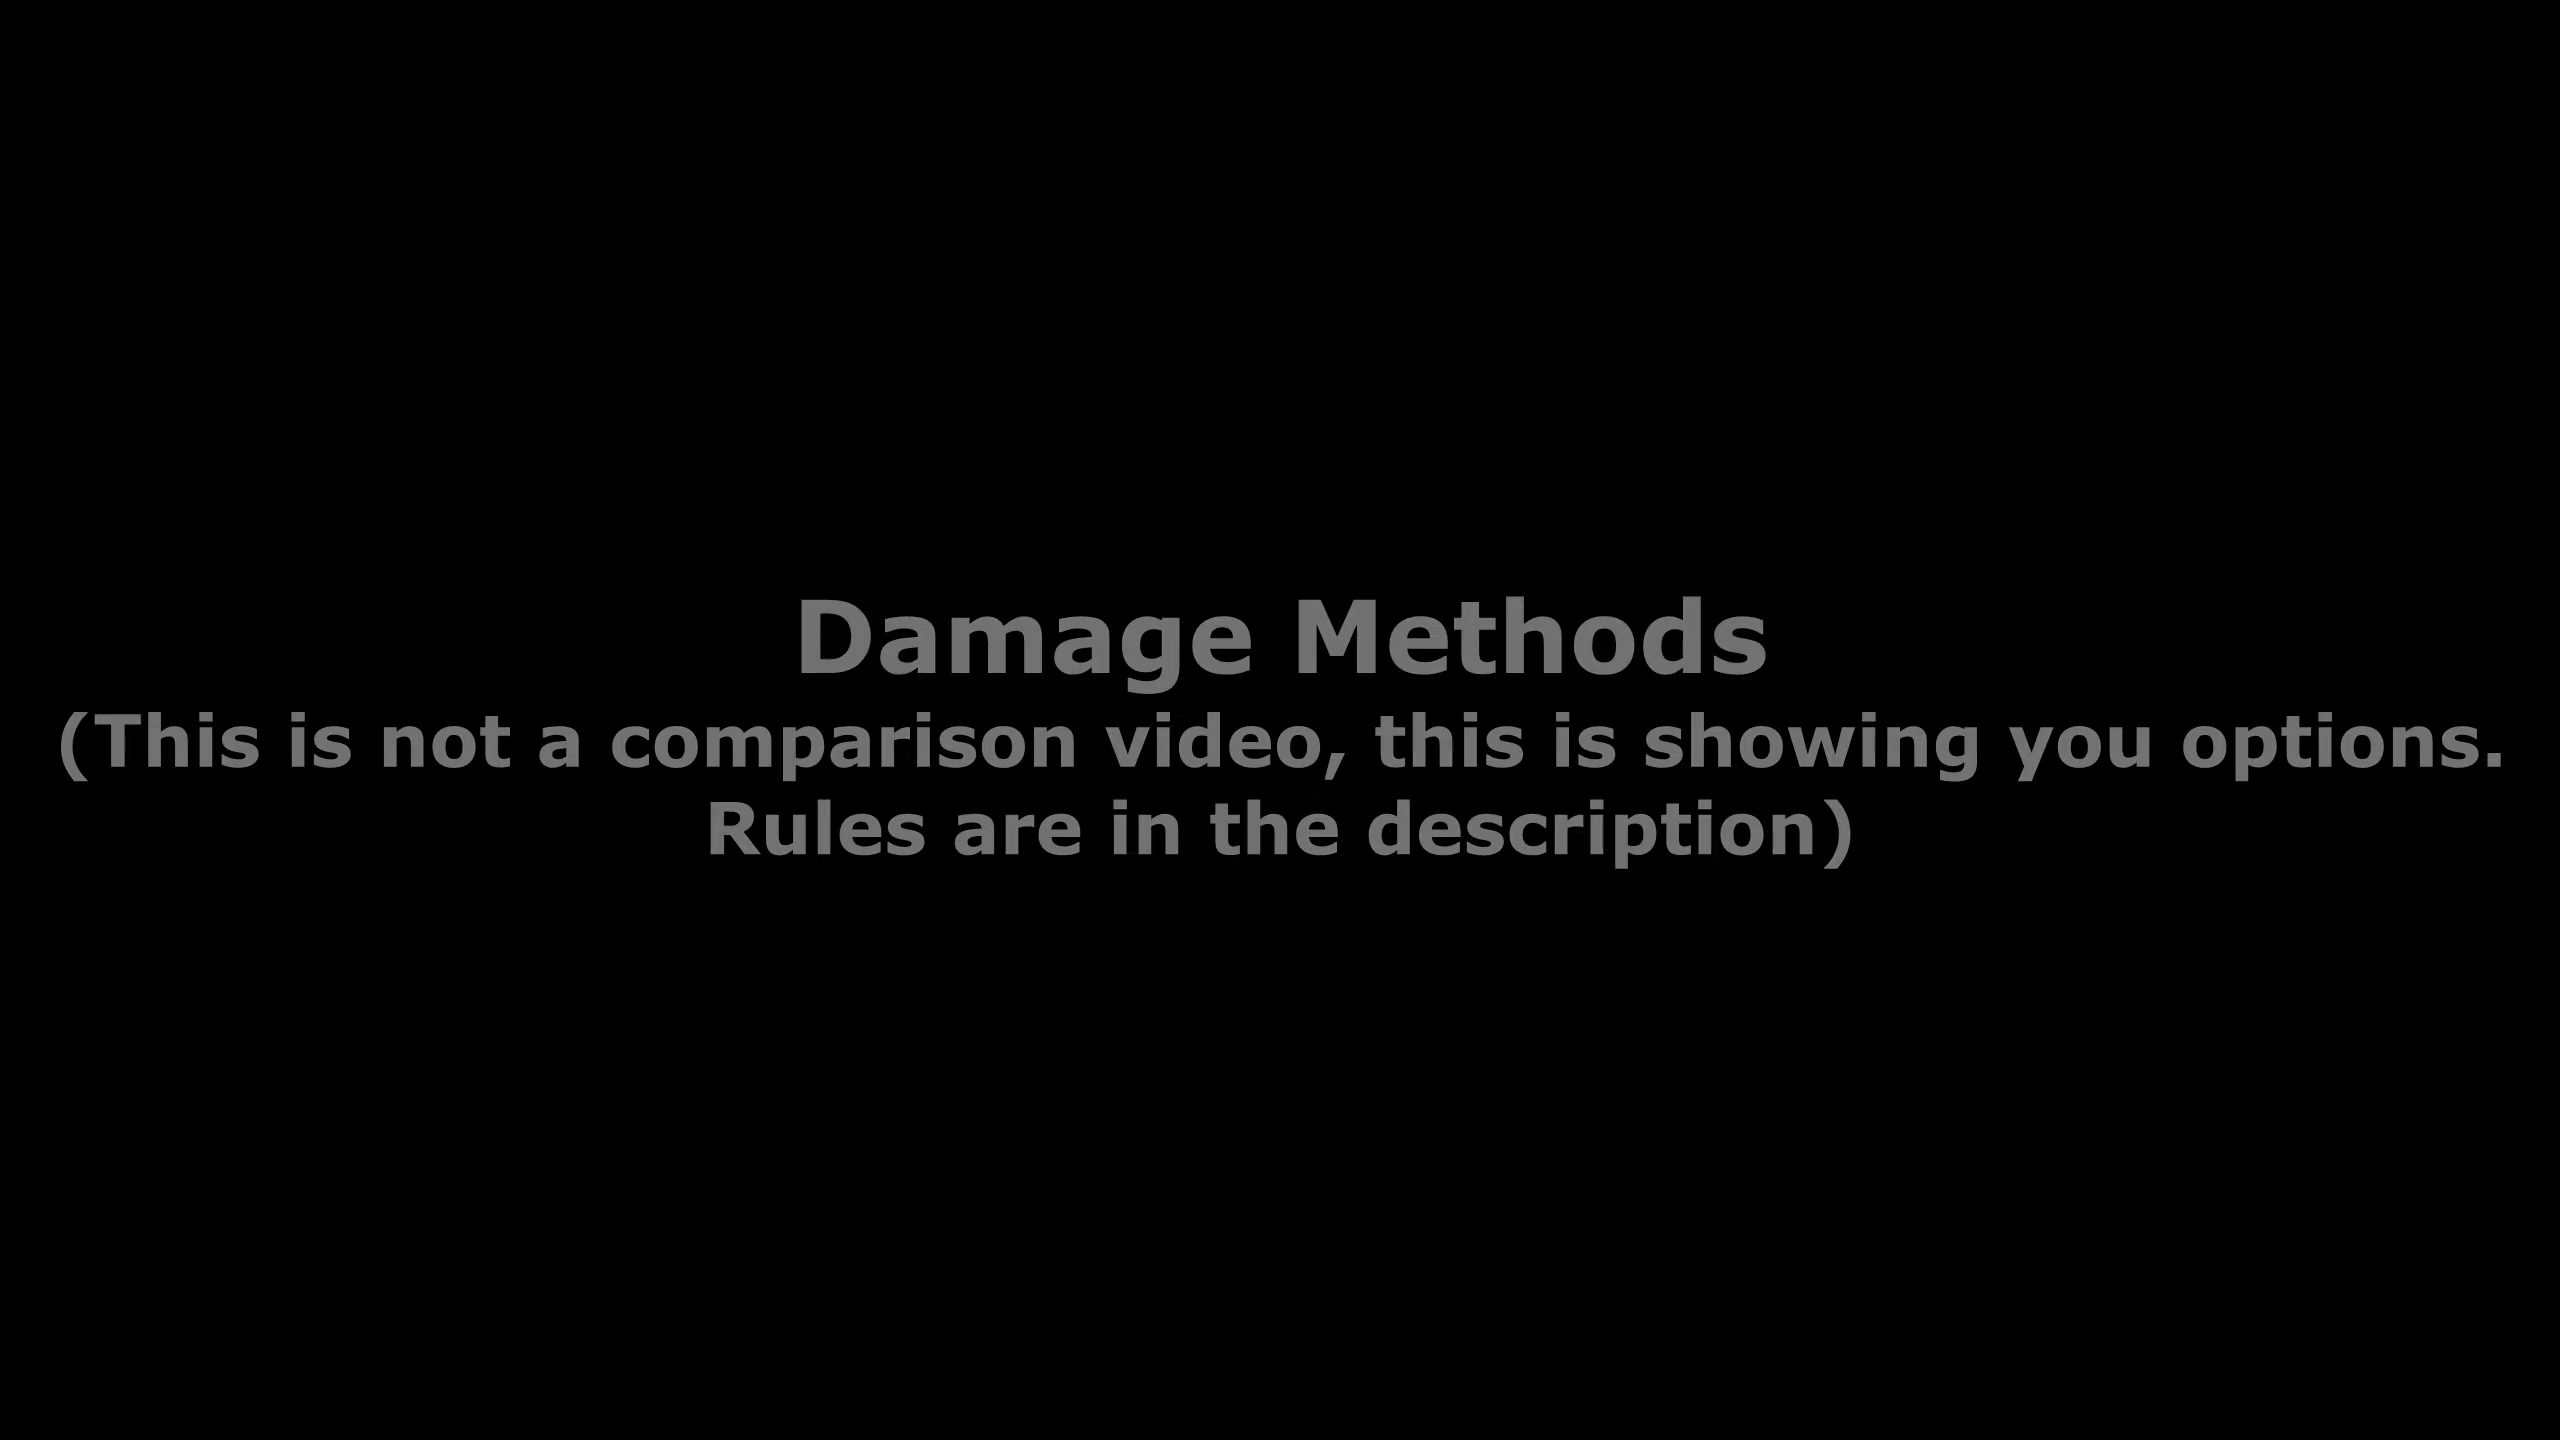 Damage Methods
(This is not a comparison video, this is showing you options.
Rules are in the description)